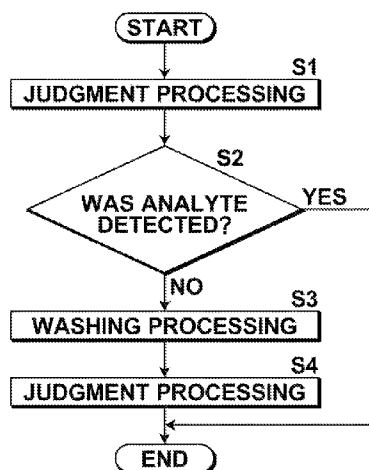 START
S1
JUDGMENT PROCESSING
S2
WAS ANALYTE
DETECTED?
YES
NO
S3
WASHING PROCESSING
S4
JUDGMENT PROCESSING
END